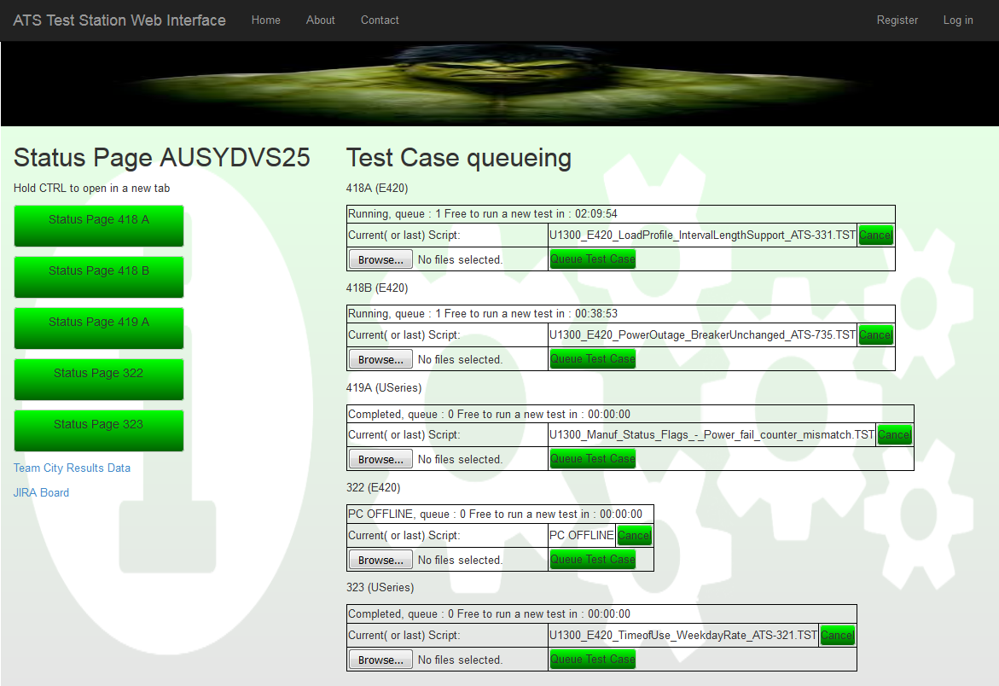 ATS Test Station Web Interface Home About Contact Register Log in
Status Page AUSYDVS25
Hold CTRL to open in a new tab
Status Page 418 A
Status Page 418 B
Status Page 419 A
Status Page 322
Status Page 323
Team City Results Data
JIRA Board
Test Case queueing
418A (E420)
Running, queue : 1 Free to run a new test in : 02:09:54
Current( or last) Script: U1300_E420_LoadProfile_IntervalLengthSupport_ATS-331.TST Cancel
Browse... No files selected. Queue Test Case
418B (E420)
Running, queue : 1 Free to run a new test in : 00:38:53
Current( or last) Script: U1300_E420_PowerOutage_BreakerUnchanged_ATS-735.TST Cancel
Browse... No files selected. Queue Test Case
419A (USeries)
Completed, queue : 0 Free to run a new test in : 00:00:00
Current( or last) Script: U1300_Manuf_Status_Flags_-_Power_fail_counter_mismatch.TST Cancel
Browse... No files selected. Queue Test Case
322 (E420)
PC OFFLINE, queue : 0 Free to run a new test in : 00:00:00
Current( or last) Script: PC OFFLINE Cancel
Browse... No files selected. Queue Test Case
323 (USeries)
Completed, queue : 0 Free to run a new test in : 00:00:00
Current( or last) Script: U1300_E420_TimeofUse_WeekdayRate_ATS-321.TST Cancel
Browse... No files selected. Queue Test Case